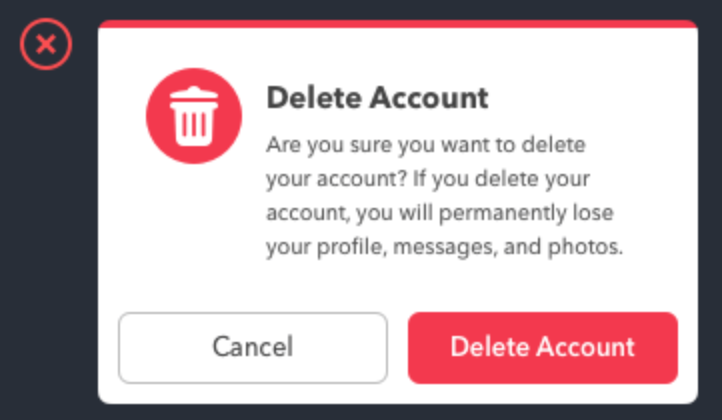 Delete Account
Are you sure you want to delete
your account? If you delete your
account, you will permanently lose
your profile, messages, and photos.
Cancel
Delete Account